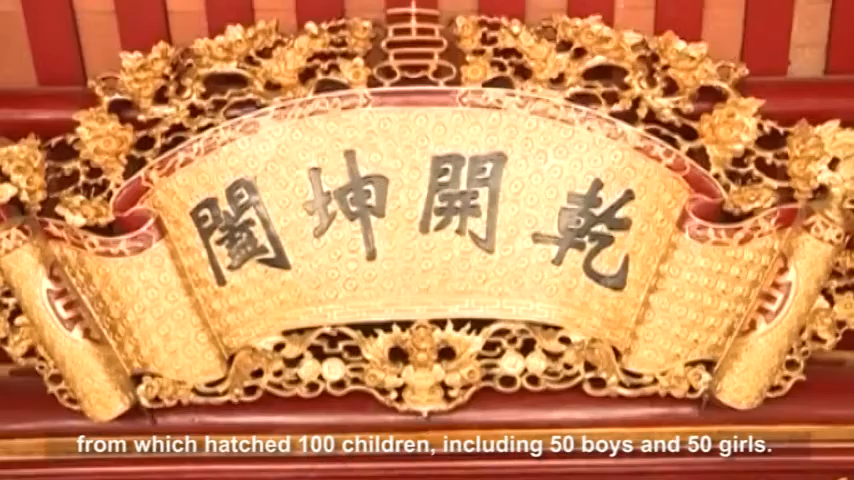 乾開坤闔
from which hatched 100 children, including 50 boys and 50 girls.